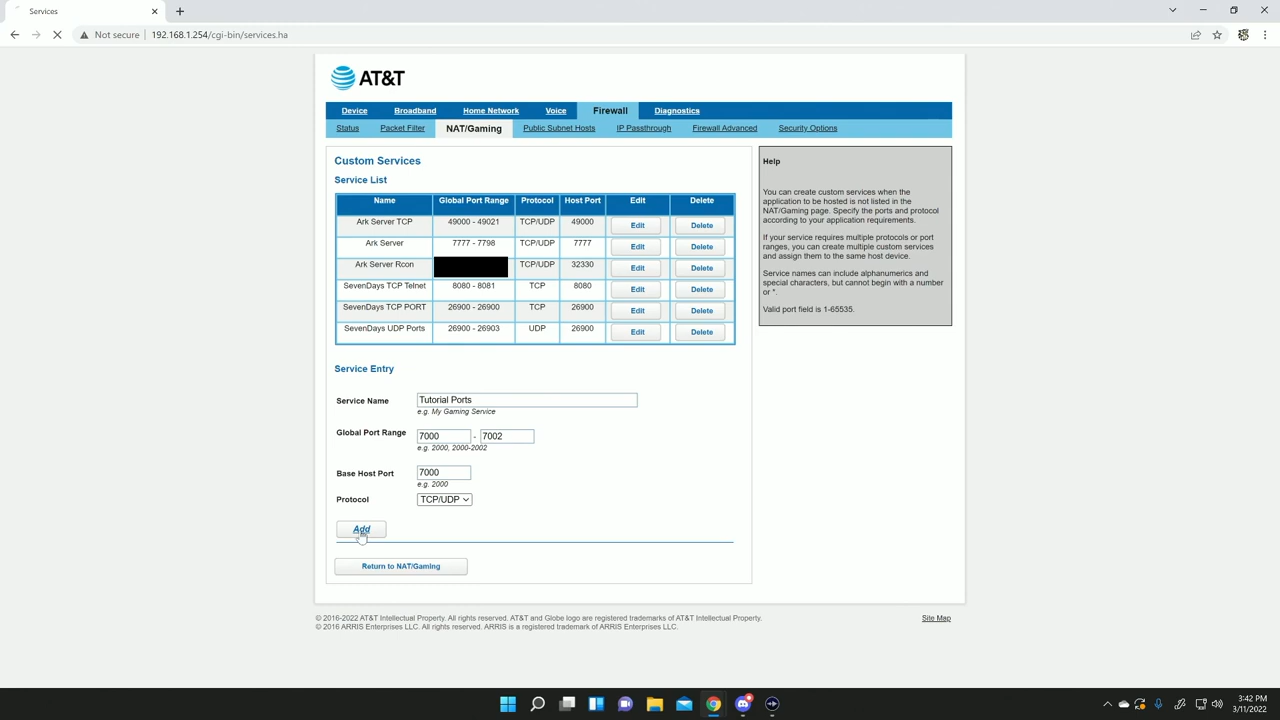 Services
Not secure 192.168.1.254/cgi-bin/services.ha
AT&T
Device Broadband Home Network Voice Firewall Diagnostics
Status Packet Filter NAT/Gaming Public Subnet Hosts IP Passthrough Firewall Advanced Security Options
Custom Services
Service List
Name Global Port Range Protocol Host Port Edit Delete
Ark Server TCP 49000 - 49021 TCP/UDP 49000 Edit Delete
Ark Server 7777 - 7798 TCP/UDP 7777 Edit Delete
Ark Server Rcon TCP/UDP 32330 Edit Delete
SevenDays TCP Telnet 8080 - 8081 TCP 8080 Edit Delete
SevenDays TCP PORT 26900 - 26900 TCP 26900 Edit Delete
SevenDays UDP Ports 26900 - 26903 UDP 26900 Edit Delete
Service Entry
Service Name Tutorial Ports
e.g. My Gaming Service
Global Port Range 7000 - 7002
e.g. 2000, 2000-2002
Base Host Port 7000
e.g. 2000
Protocol TCP/UDP
Add
Return to NAT/Gaming
Help
You can create custom services when the
application to be hosted is not listed in the
NAT/Gaming page. Specify the ports and protocol
according to your application requirements.
If your service requires multiple protocols or port
ranges, you can create multiple custom services
and assign them to the same host device.
Service names can include alphanumerics and
special characters, but cannot begin with a number
or *.
Valid port field is 1-65535.
© 2016-2022 AT&T Intellectual Property. All rights reserved. AT&T and Globe logo are registered trademarks of AT&T Intellectual Property.
© 2016 ARRIS Enterprises LLC. All rights reserved. ARRIS is a registered trademark of ARRIS Enterprises LLC.
Site Map
3:42 PM
3/11/2022